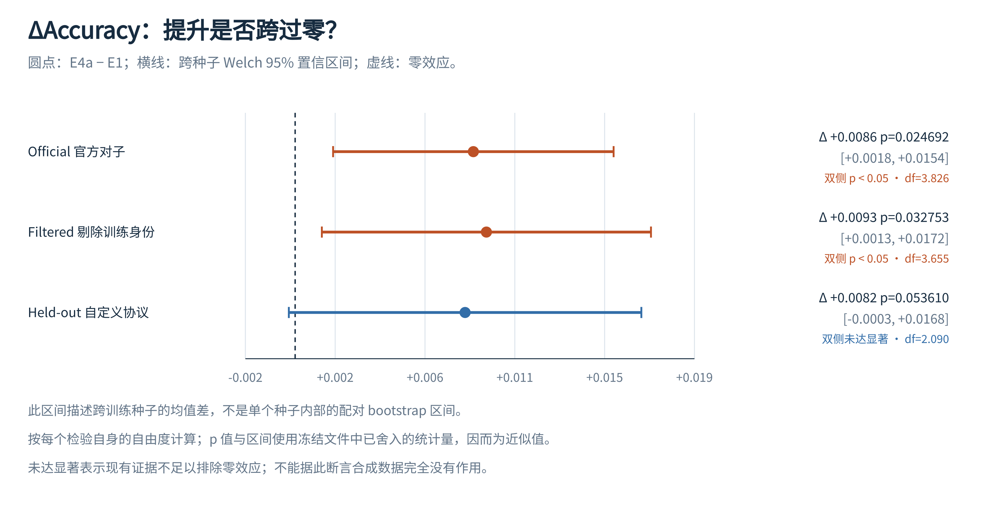 ΔAccuracy：提升是否跨过零？
圆点：E4a − E1；横线：跨种子 Welch 95% 置信区间；虚线：零效应。
Official 官方对子
Δ +0.0086 p=0.024692
[+0.0018, +0.0154]
双侧 p < 0.05 · df=3.826
Filtered 剔除训练身份
Δ +0.0093 p=0.032753
[+0.0013, +0.0172]
双侧 p < 0.05 · df=3.655
Held-out 自定义协议
Δ +0.0082 p=0.053610
[-0.0003, +0.0168]
双侧未达显著 · df=2.090
-0.002 +0.002 +0.006 +0.011 +0.015 +0.019
此区间描述跨训练种子的均值差，不是单个种子内部的配对 bootstrap 区间。
按每个检验自身的自由度计算；p 值与区间使用冻结文件中已舍入的统计量，因而为近似值。
未达显著表示现有证据不足以排除零效应；不能据此断言合成数据完全没有作用。